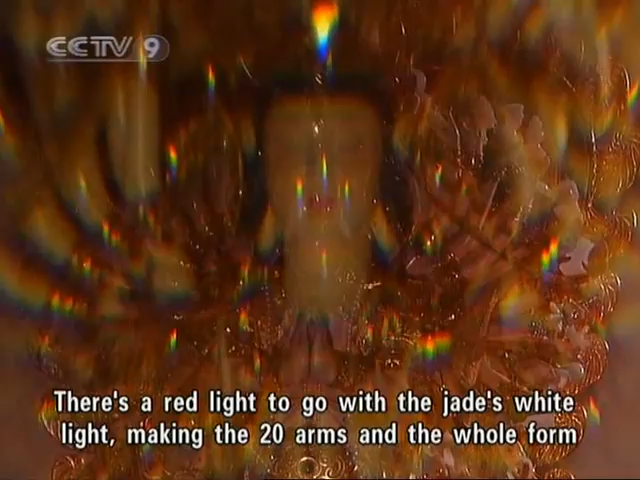 CCTV 9
There's a red light to go with the jade's white
light, making the 20 arms and the whole form